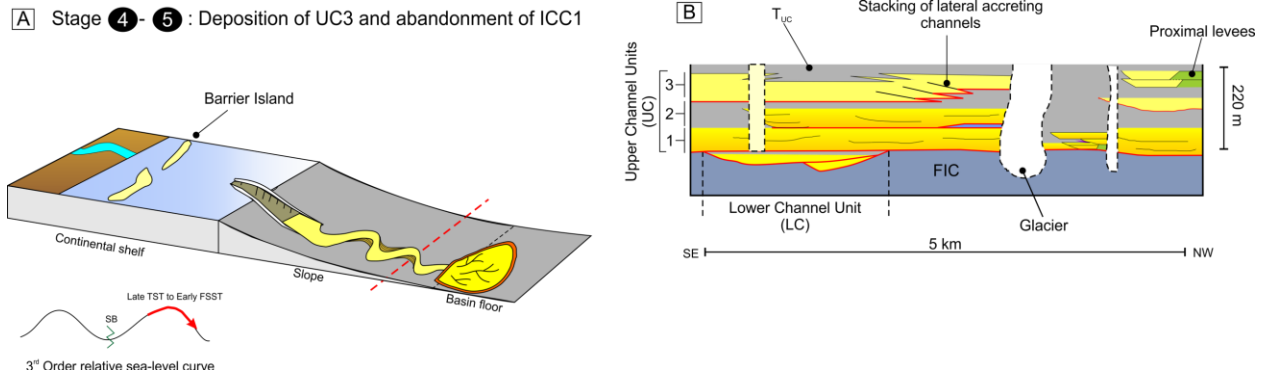 A Stage 4 - 5 : Deposition of UC3 and abandonment of ICC1
Barrier Island
Continental shelf
Slope
Basin floor
Late TST to Early FSST
SB
3rd Order relative sea-level curve
B
TUC
Stacking of lateral accreting
channels
Proximal levees
Upper Channel Units
(UC)
3
2
1
220 m
FIC
Lower Channel Unit
(LC)
Glacier
SE
5 km
NW